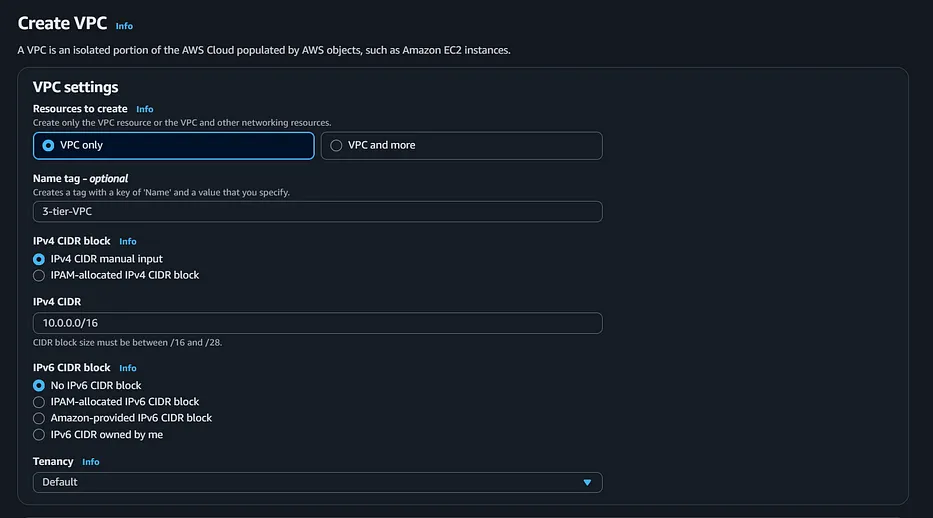 Create VPC Info
A VPC is an isolated portion of the AWS Cloud populated by AWS objects, such as Amazon EC2 instances.
VPC settings
Resources to create Info
Create only the VPC resource or the VPC and other networking resources.
VPC only VPC and more
Name tag – optional
Creates a tag with a key of 'Name' and a value that you specify.
3-tier-VPC
IPv4 CIDR block Info
IPv4 CIDR manual input
IPAM-allocated IPv4 CIDR block
IPv4 CIDR
10.0.0.0/16
CIDR block size must be between /16 and /28.
IPv6 CIDR block Info
No IPv6 CIDR block
IPAM-allocated IPv6 CIDR block
Amazon-provided IPv6 CIDR block
IPv6 CIDR owned by me
Tenancy Info
Default